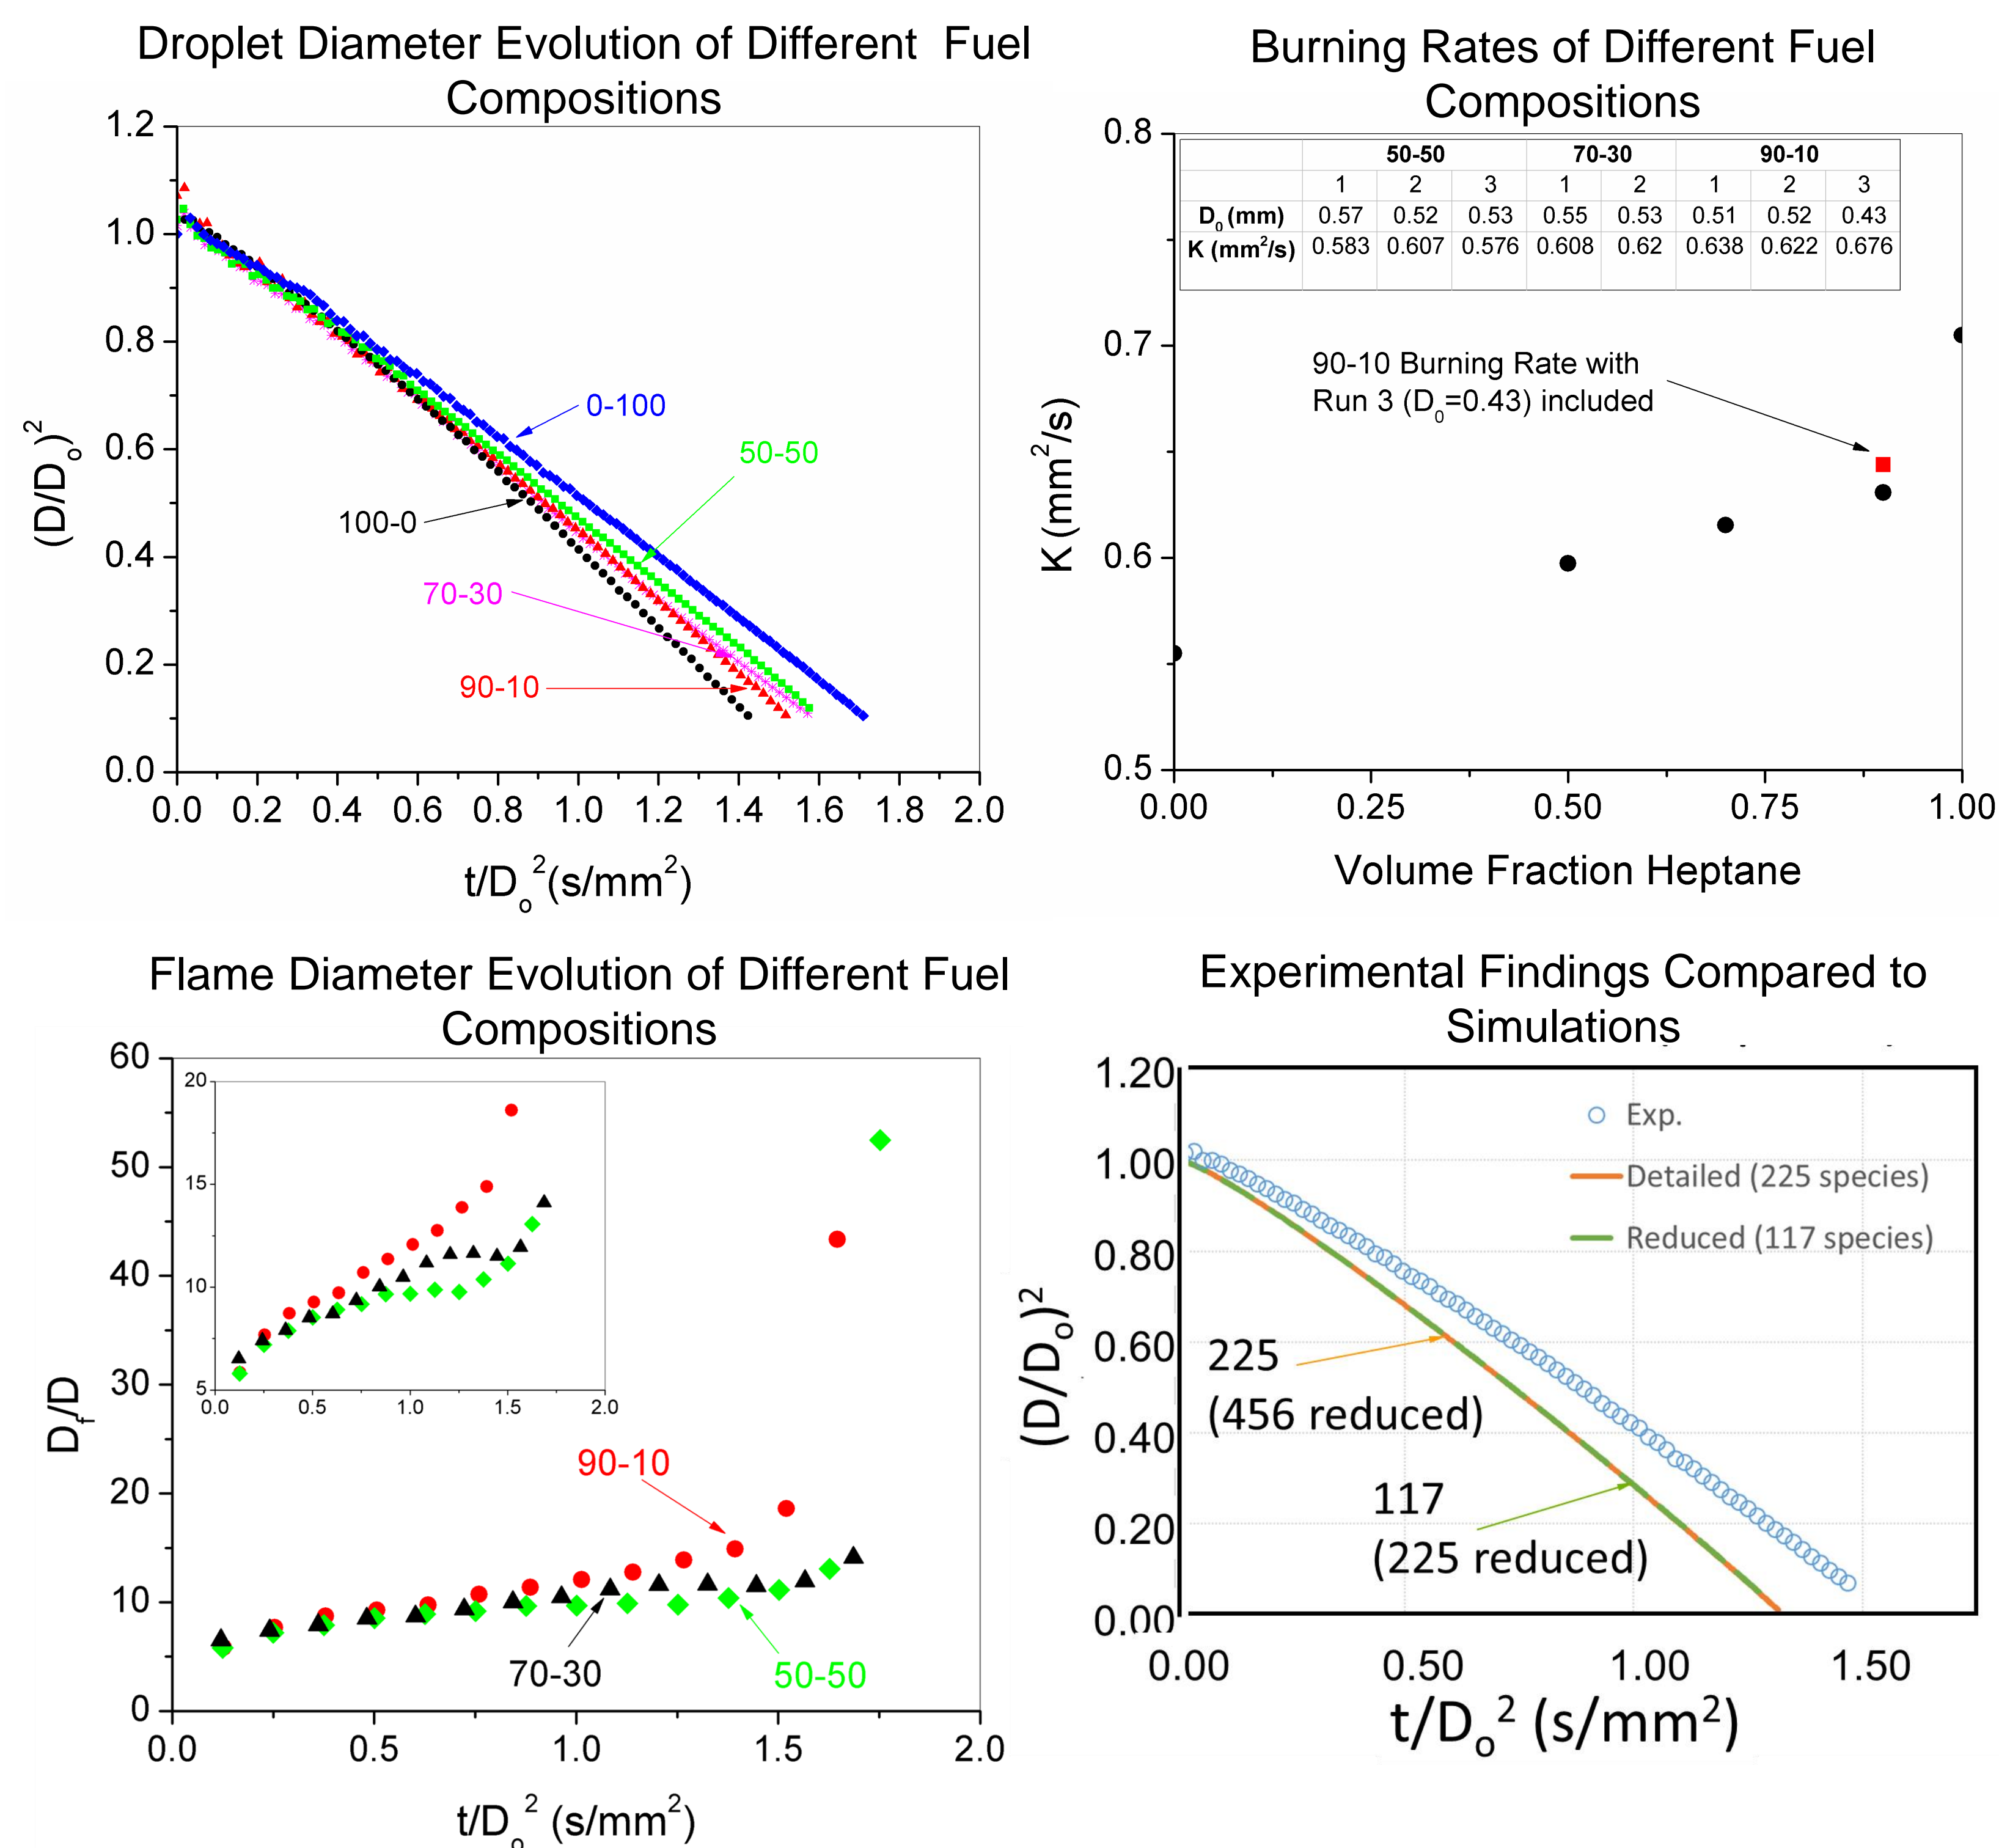 Droplet Diameter Evolution of Different Fuel
Compositions
1.2
1.0
0.8
0.6
0.4
0.2
0.0
(D/Do)2
0-100
50-50
100-0
70-30
90-10
0.0 0.2 0.4 0.6 0.8 1.0 1.2 1.4 1.6 1.8 2.0
t/Do2(s/mm2)
Burning Rates of Different Fuel
Compositions
0.8
0.7
0.6
0.5
K (mm2/s)
50-50 70-30 90-10
1 2 3 1 2 1 2 3
D0 (mm) 0.57 0.52 0.53 0.55 0.53 0.51 0.52 0.43
K (mm2/s) 0.583 0.607 0.576 0.608 0.62 0.638 0.622 0.676
90-10 Burning Rate with
Run 3 (D0=0.43) included
0.00 0.25 0.50 0.75 1.00
Volume Fraction Heptane
Flame Diameter Evolution of Different Fuel
Compositions
60
50
40
30
20
10
0
Df/D
20
15
10
5
0.0 0.5 1.0 1.5 2.0
90-10
70-30
50-50
0.0 0.5 1.0 1.5 2.0
t/Do2 (s/mm2)
Experimental Findings Compared to
Simulations
1.20
1.00
0.80
0.60
0.40
0.20
0.00
(D/Do)2
Exp.
Detailed (225 species)
Reduced (117 species)
225
(456 reduced)
117
(225 reduced)
0.00 0.50 1.00 1.50
t/Do2 (s/mm2)